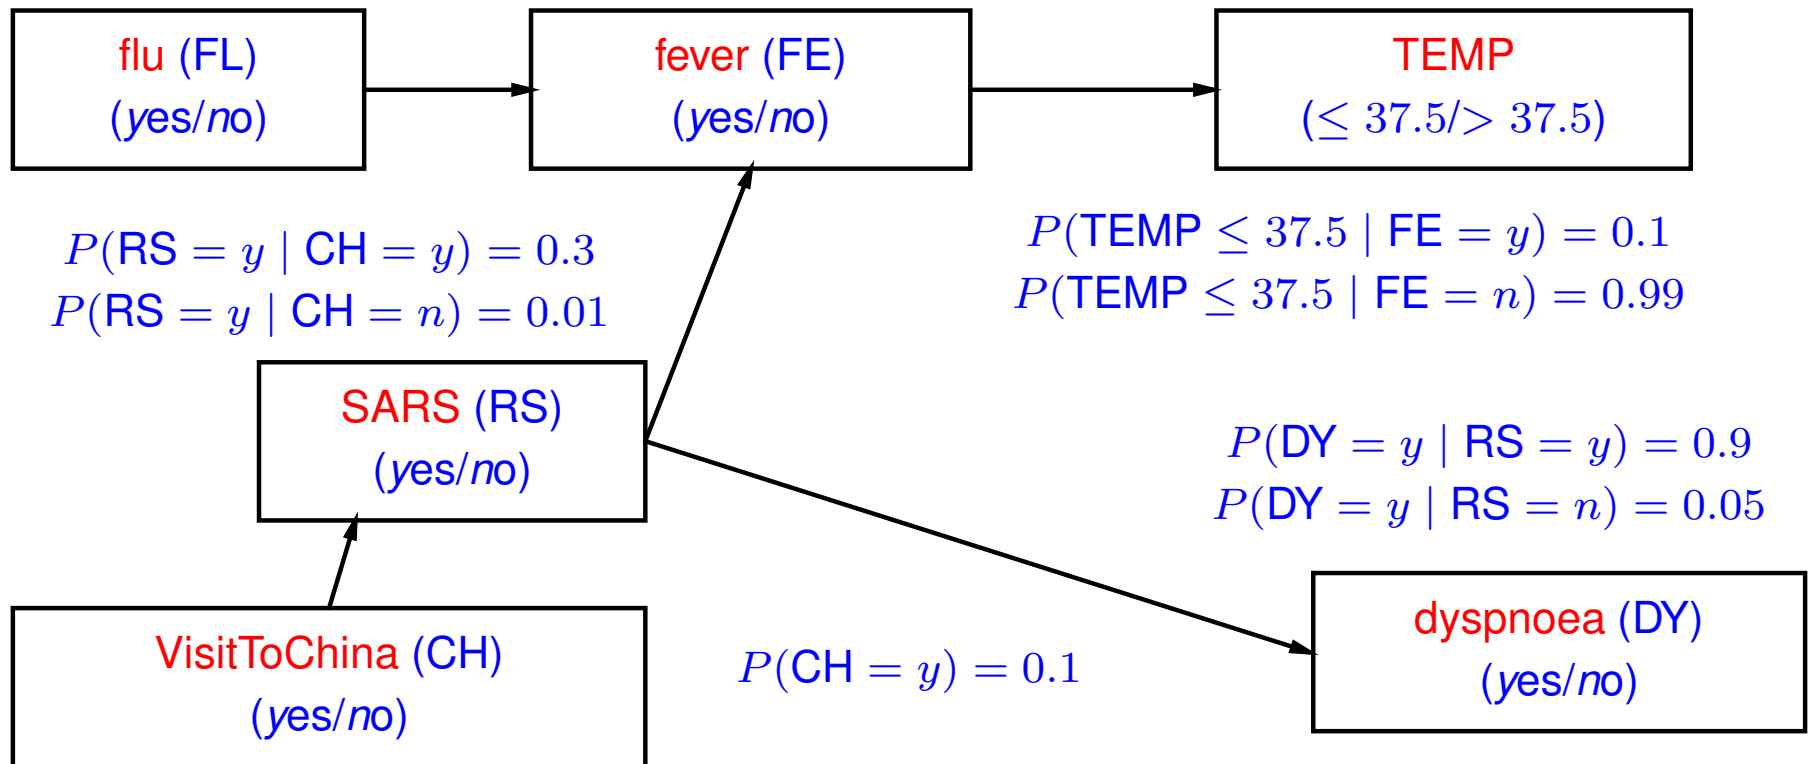 flu (FL)
(yes/no)
fever (FE)
(yes/no)
TEMP
(≤ 37.5/> 37.5)
P(RS = y | CH = y) = 0.3
P(RS = y | CH = n) = 0.01
P(TEMP ≤ 37.5 | FE = y) = 0.1
P(TEMP ≤ 37.5 | FE = n) = 0.99
SARS (RS)
(yes/no)
P(DY = y | RS = y) = 0.9
P(DY = y | RS = n) = 0.05
VisitToChina (CH)
(yes/no)
P(CH = y) = 0.1
dyspnoea (DY)
(yes/no)